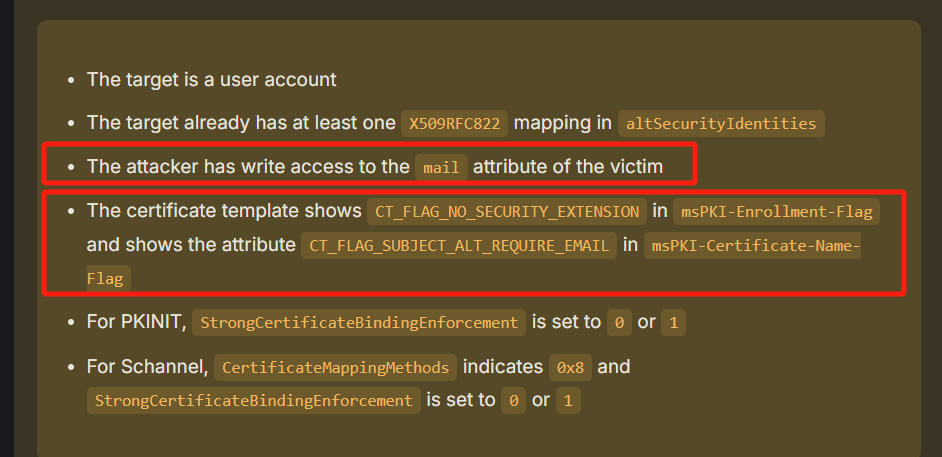 The target is a user account
The target already has at least one X509RFC822 mapping in altSecurityIdentities
The attacker has write access to the mail attribute of the victim
The certificate template shows CT_FLAG_NO_SECURITY_EXTENSION in msPKI-Enrollment-Flag
and shows the attribute CT_FLAG_SUBJECT_ALT_REQUIRE_EMAIL in msPKI-Certificate-Name-
Flag
For PKINIT, StrongCertificateBindingEnforcement is set to 0 or 1
For Schannel, CertificateMappingMethods indicates 0x8 and
StrongCertificateBindingEnforcement is set to 0 or 1